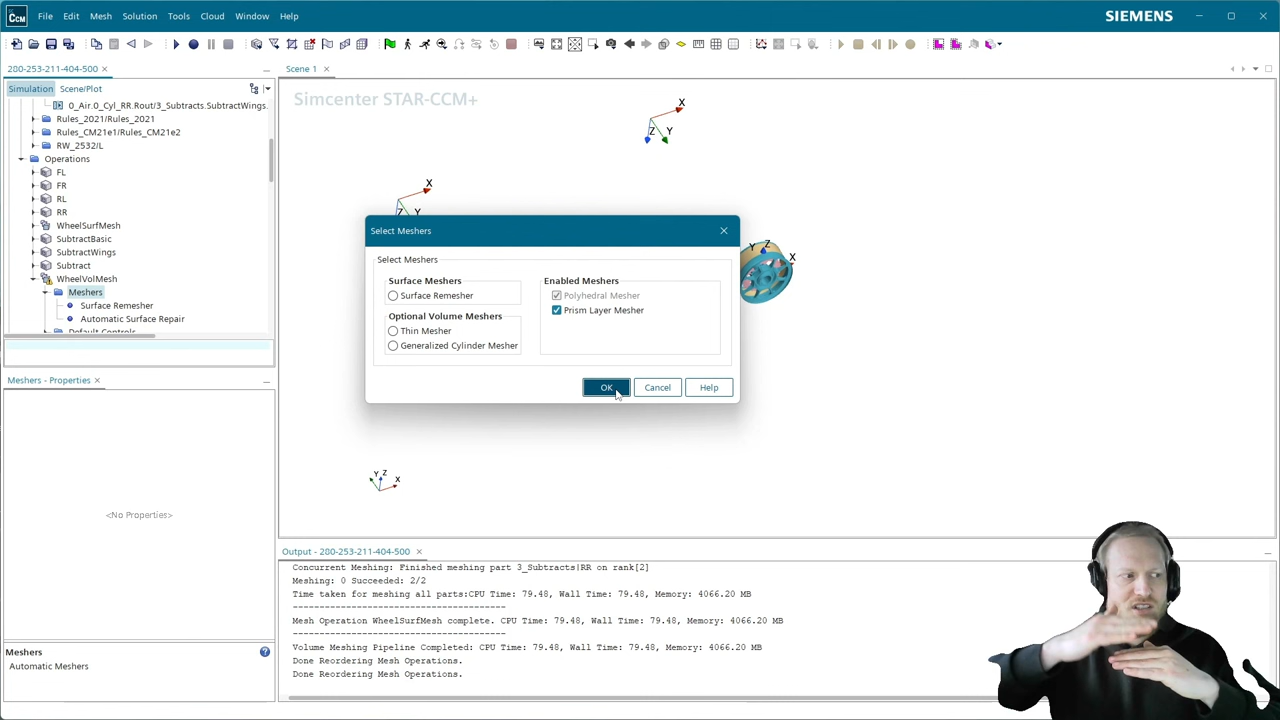 CCM
File Edit Mesh Solution Tools Cloud Window Help
SIEMENS
280-253-211-404-500
Scene 1
Simulation Scene/Plot
0_Air.0_Cyl_RR.Rout/3_Subtracts.SubtractWings.
Rules_2021/Rules_2021
Rules_CM21e1/Rules_CM21e2
RW_2532/L
Operations
FL
FR
RL
RR
WheelSurfMesh
SubtractBasic
SubtractWings
Subtract
WheelVolMesh
Meshers
Surface Remesher
Automatic Surface Repair
Default Controls
Meshers - Properties
<No Properties>
Meshers
Automatic Meshers
Simcenter STAR-CCM+
X
Z Y
X
Z Y
Y Z X
Y Z X
Select Meshers
Select Meshers
Surface Meshers
Surface Remesher
Optional Volume Meshers
Thin Mesher
Generalized Cylinder Mesher
Enabled Meshers
Polyhedral Mesher
Prism Layer Mesher
OK Cancel Help
Output - 280-253-211-404-500
Concurrent Meshing: Finished meshing part 3_Subtracts|RR on rank[2]
Meshing: 0 Succeeded: 2/2
Time taken for meshing all parts:CPU Time: 79.48, Wall Time: 79.48, Memory: 4066.20 MB
----------------------------------------
Mesh Operation WheelSurfMesh complete. CPU Time: 79.48, Wall Time: 79.48, Memory: 4066.20 MB
----------------------------------------
Volume Meshing Pipeline Completed: CPU Time: 79.48, Wall Time: 79.48, Memory: 4066.20 MB
Done Reordering Mesh Operations.
Done Reordering Mesh Operations.